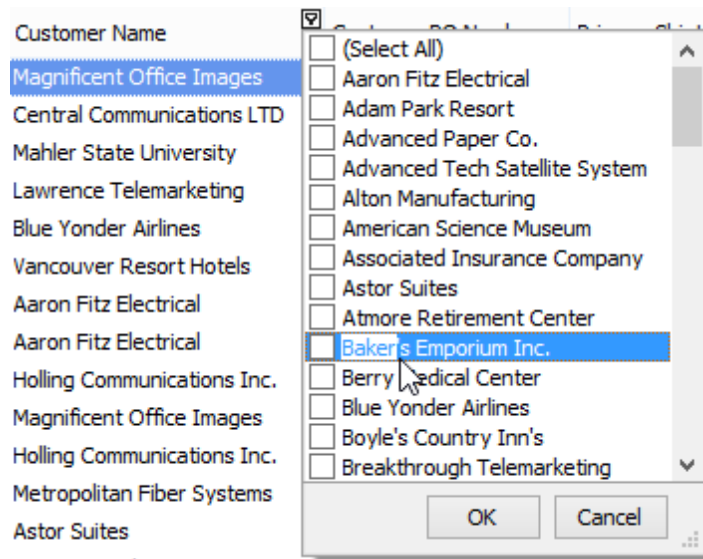 Customer Name
Magnificent Office Images
Central Communications LTD
Mahler State University
Lawrence Telemarketing
Blue Yonder Airlines
Vancouver Resort Hotels
Aaron Fitz Electrical
Aaron Fitz Electrical
Holling Communications Inc.
Magnificent Office Images
Holling Communications Inc.
Metropolitan Fiber Systems
Astor Suites
(Select All)
Aaron Fitz Electrical
Adam Park Resort
Advanced Paper Co.
Advanced Tech Satellite System
Alton Manufacturing
American Science Museum
Associated Insurance Company
Astor Suites
Atmore Retirement Center
Baker's Emporium Inc.
Berry Medical Center
Blue Yonder Airlines
Boyle's Country Inn's
Breakthrough Telemarketing
OK Cancel